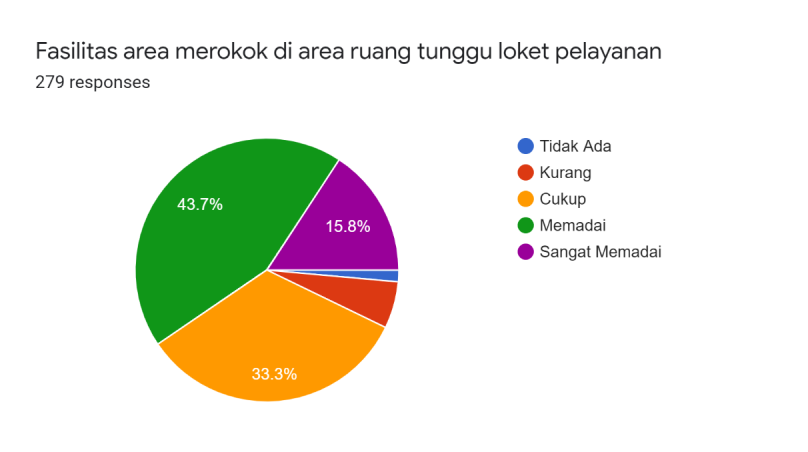 Fasilitas area merokok di area ruang tunggu loket pelayanan
279 responses
Tidak Ada
Kurang
Cukup
Memadai
Sangat Memadai
43.7%
15.8%
33.3%